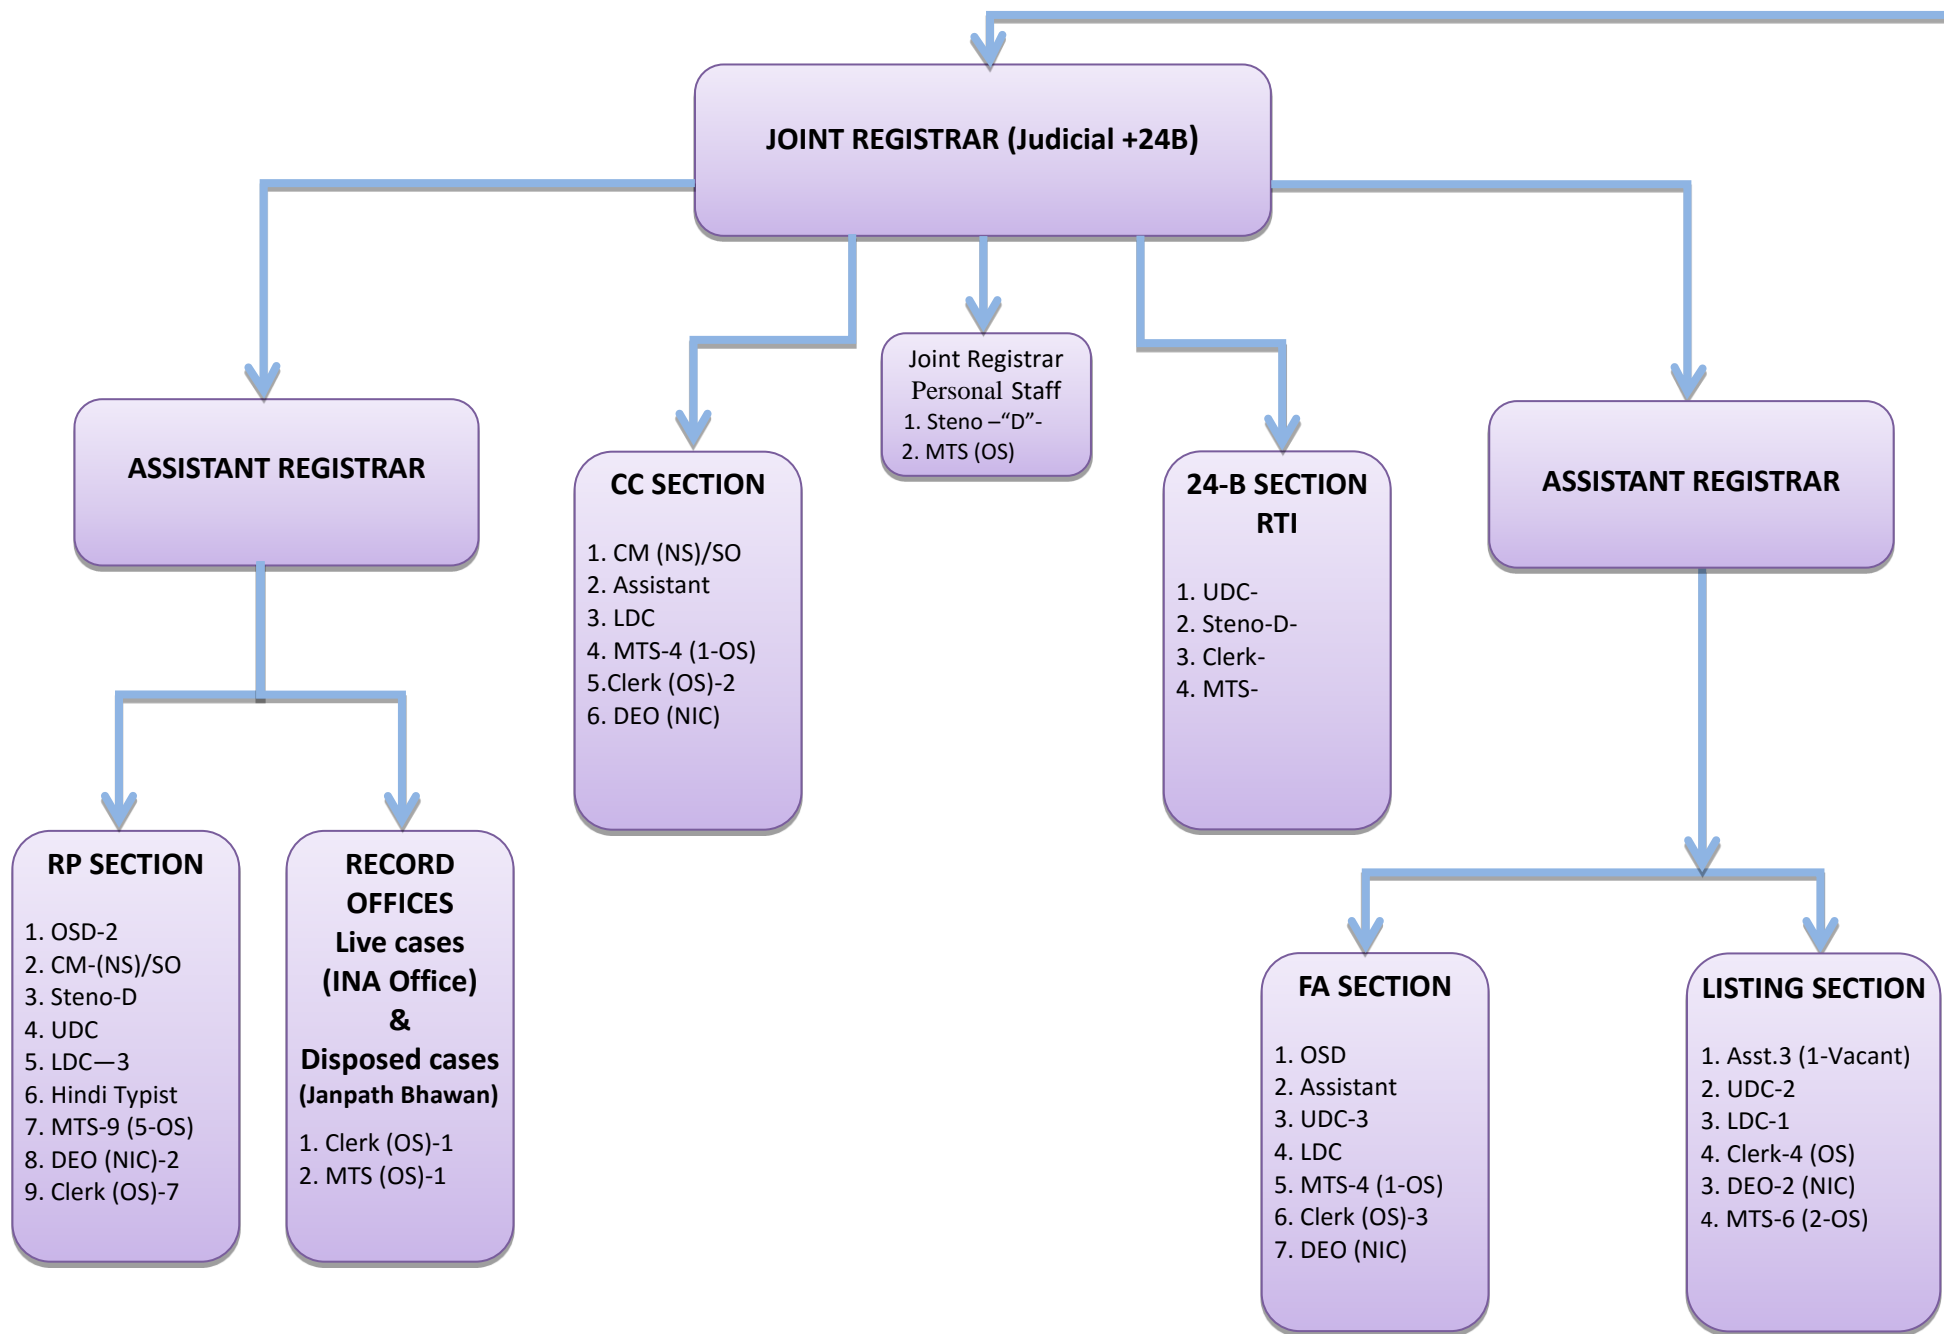 JOINT REGISTRAR (Judicial +24B)
ASSISTANT REGISTRAR
CC SECTION
1. CM (NS)/SO
2. Assistant
3. LDC
4. MTS-4 (1-OS)
5.Clerk (OS)-2
6. DEO (NIC)
Joint Registrar
Personal Staff
1. Steno –“D”-
2. MTS (OS)
24-B SECTION
RTI
1. UDC-
2. Steno-D-
3. Clerk-
4. MTS-
ASSISTANT REGISTRAR
RP SECTION
1. OSD-2
2. CM-(NS)/SO
3. Steno-D
4. UDC
5. LDC—3
6. Hindi Typist
7. MTS-9 (5-OS)
8. DEO (NIC)-2
9. Clerk (OS)-7
RECORD
OFFICES
Live cases
(INA Office)
&
Disposed cases
(Janpath Bhawan)
1. Clerk (OS)-1
2. MTS (OS)-1
FA SECTION
1. OSD
2. Assistant
3. UDC-3
4. LDC
5. MTS-4 (1-OS)
6. Clerk (OS)-3
7. DEO (NIC)
LISTING SECTION
1. Asst.3 (1-Vacant)
2. UDC-2
3. LDC-1
4. Clerk-4 (OS)
3. DEO-2 (NIC)
4. MTS-6 (2-OS)